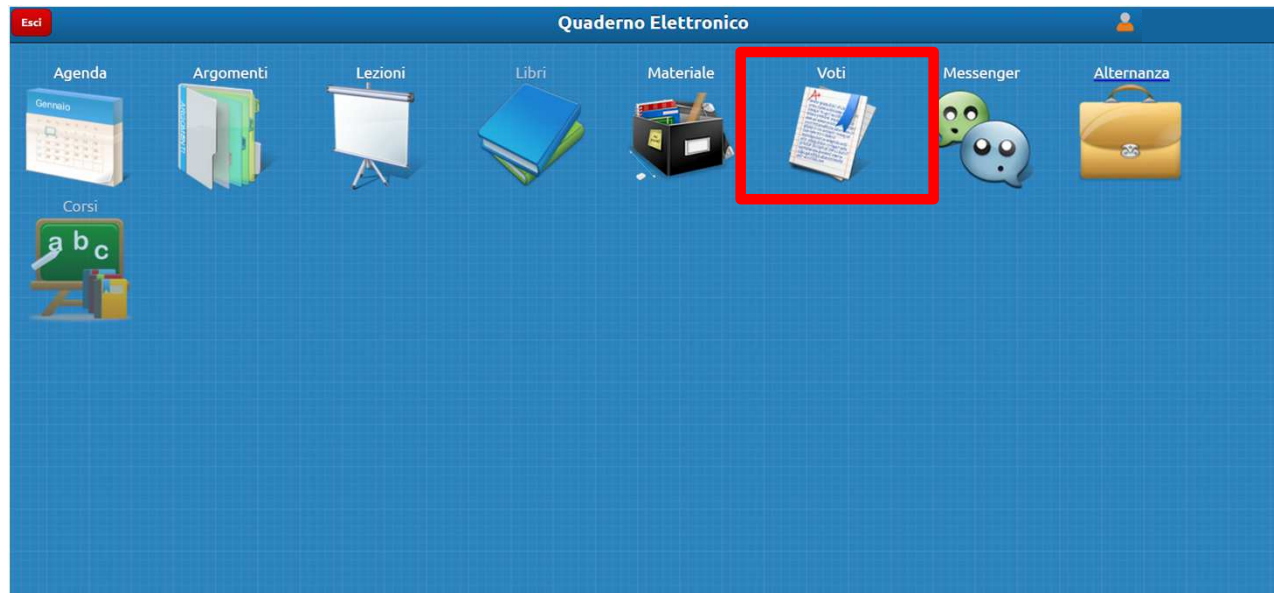 Esci
Quaderno Elettronico
Agenda Argomenti Lezioni Libri Materiale Voti Messenger Alternanza
Gennaio
A+
Corsi
a b c